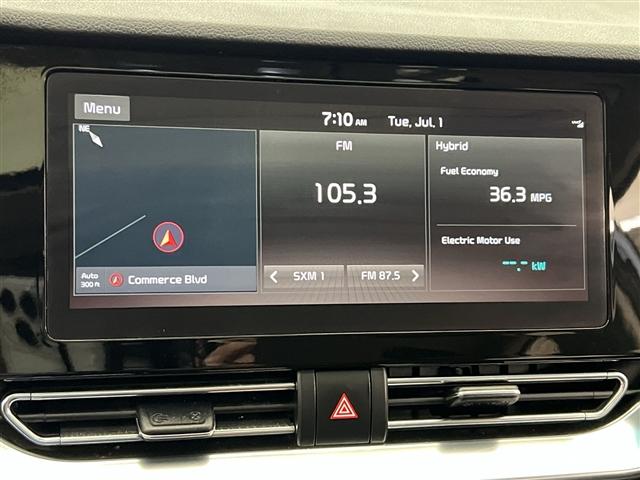 Menu
7:10 AM Tue, Jul. 1
NE
Auto
300 ft
Commerce Blvd
FM
105.3
SXM 1
FM 87.5
Hybrid
Fuel Economy
36.3 MPG
Electric Motor Use
--.- kW